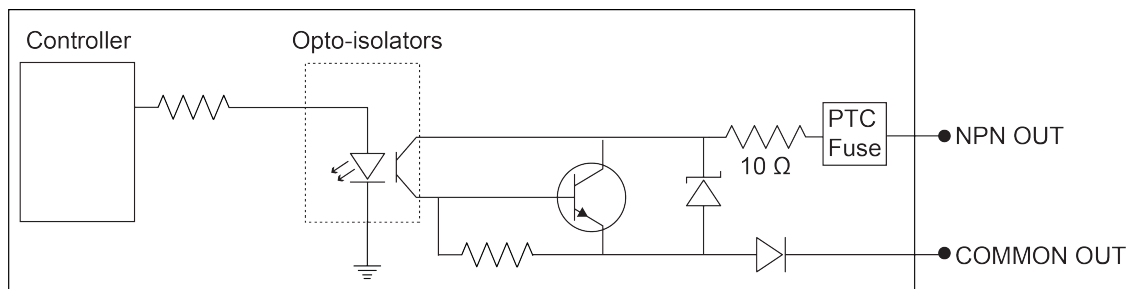 Controller
Opto-isolators
PTC
Fuse
NPN OUT
10 Ω
COMMON OUT